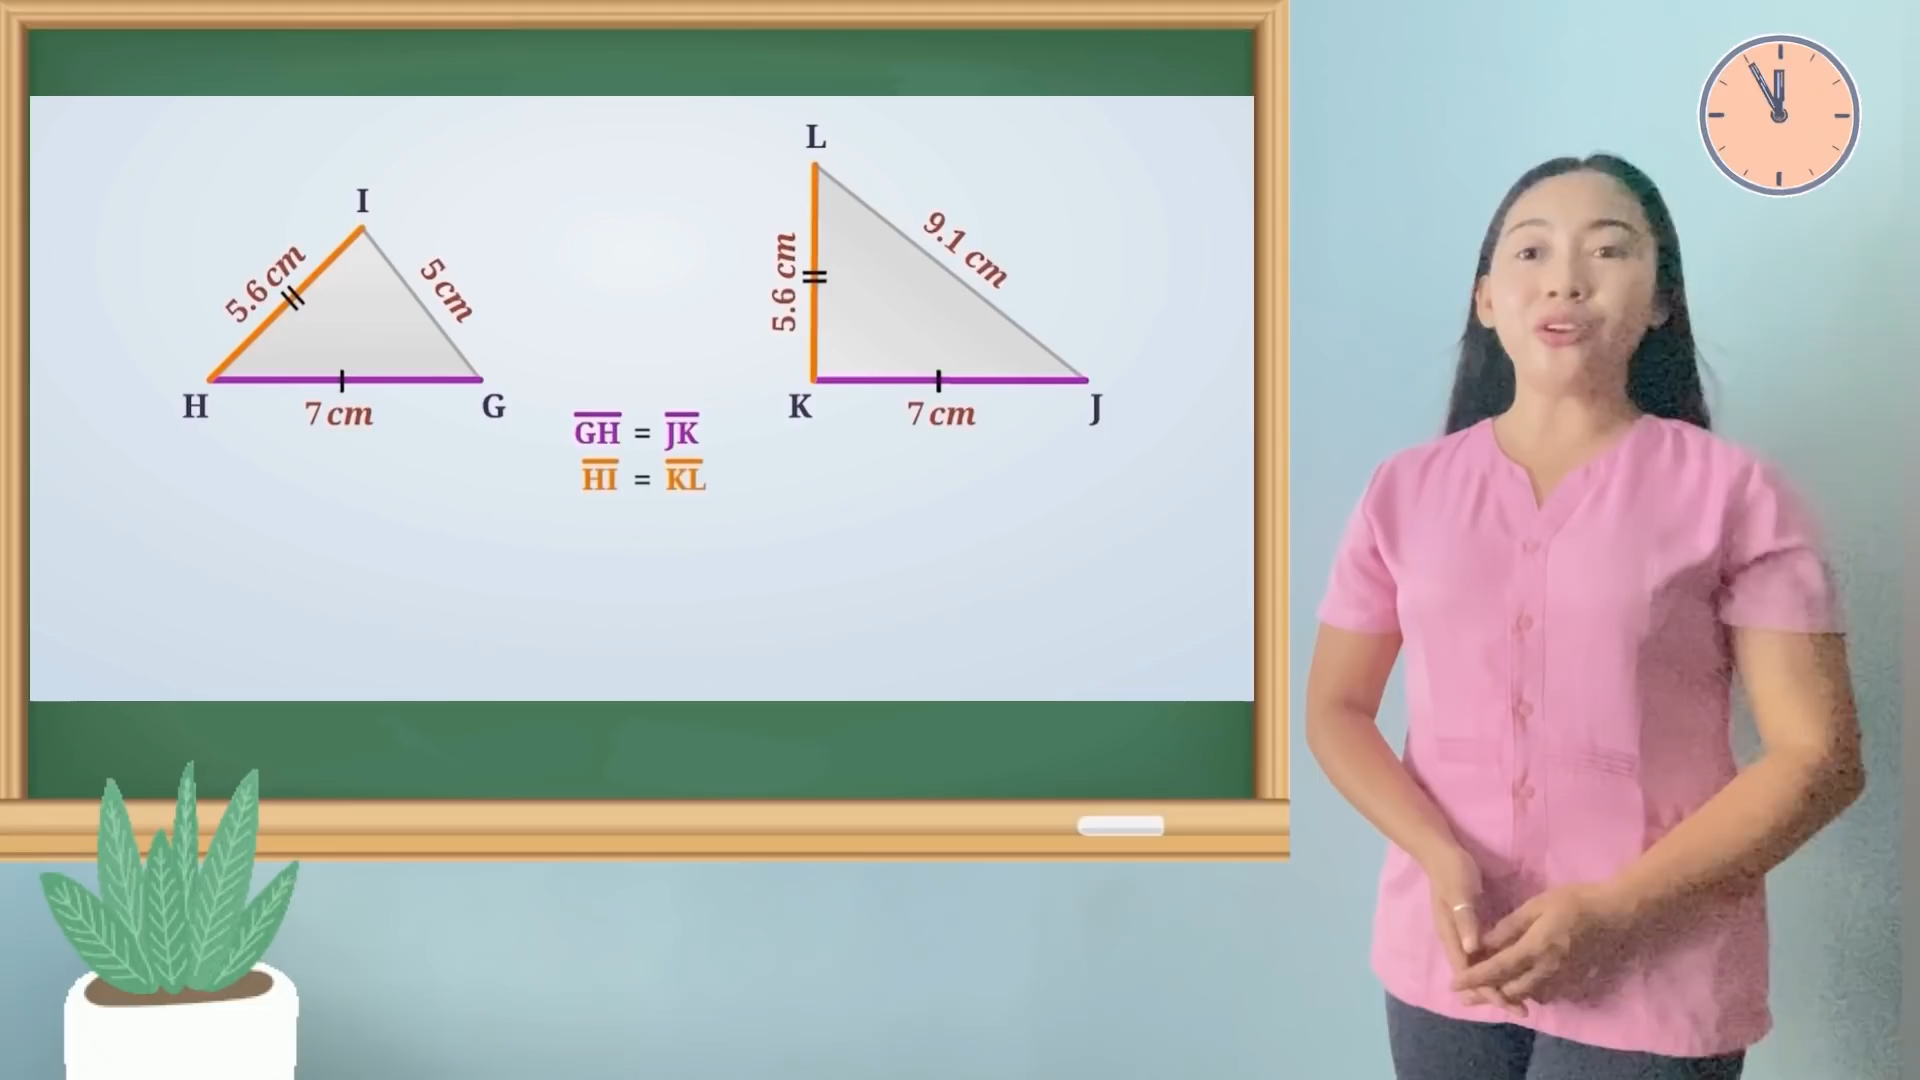 L
I
5.6 cm
5 cm
5.6 cm
9.1 cm
H
7 cm
G
K
7 cm
J
GH = JK
HI = KL